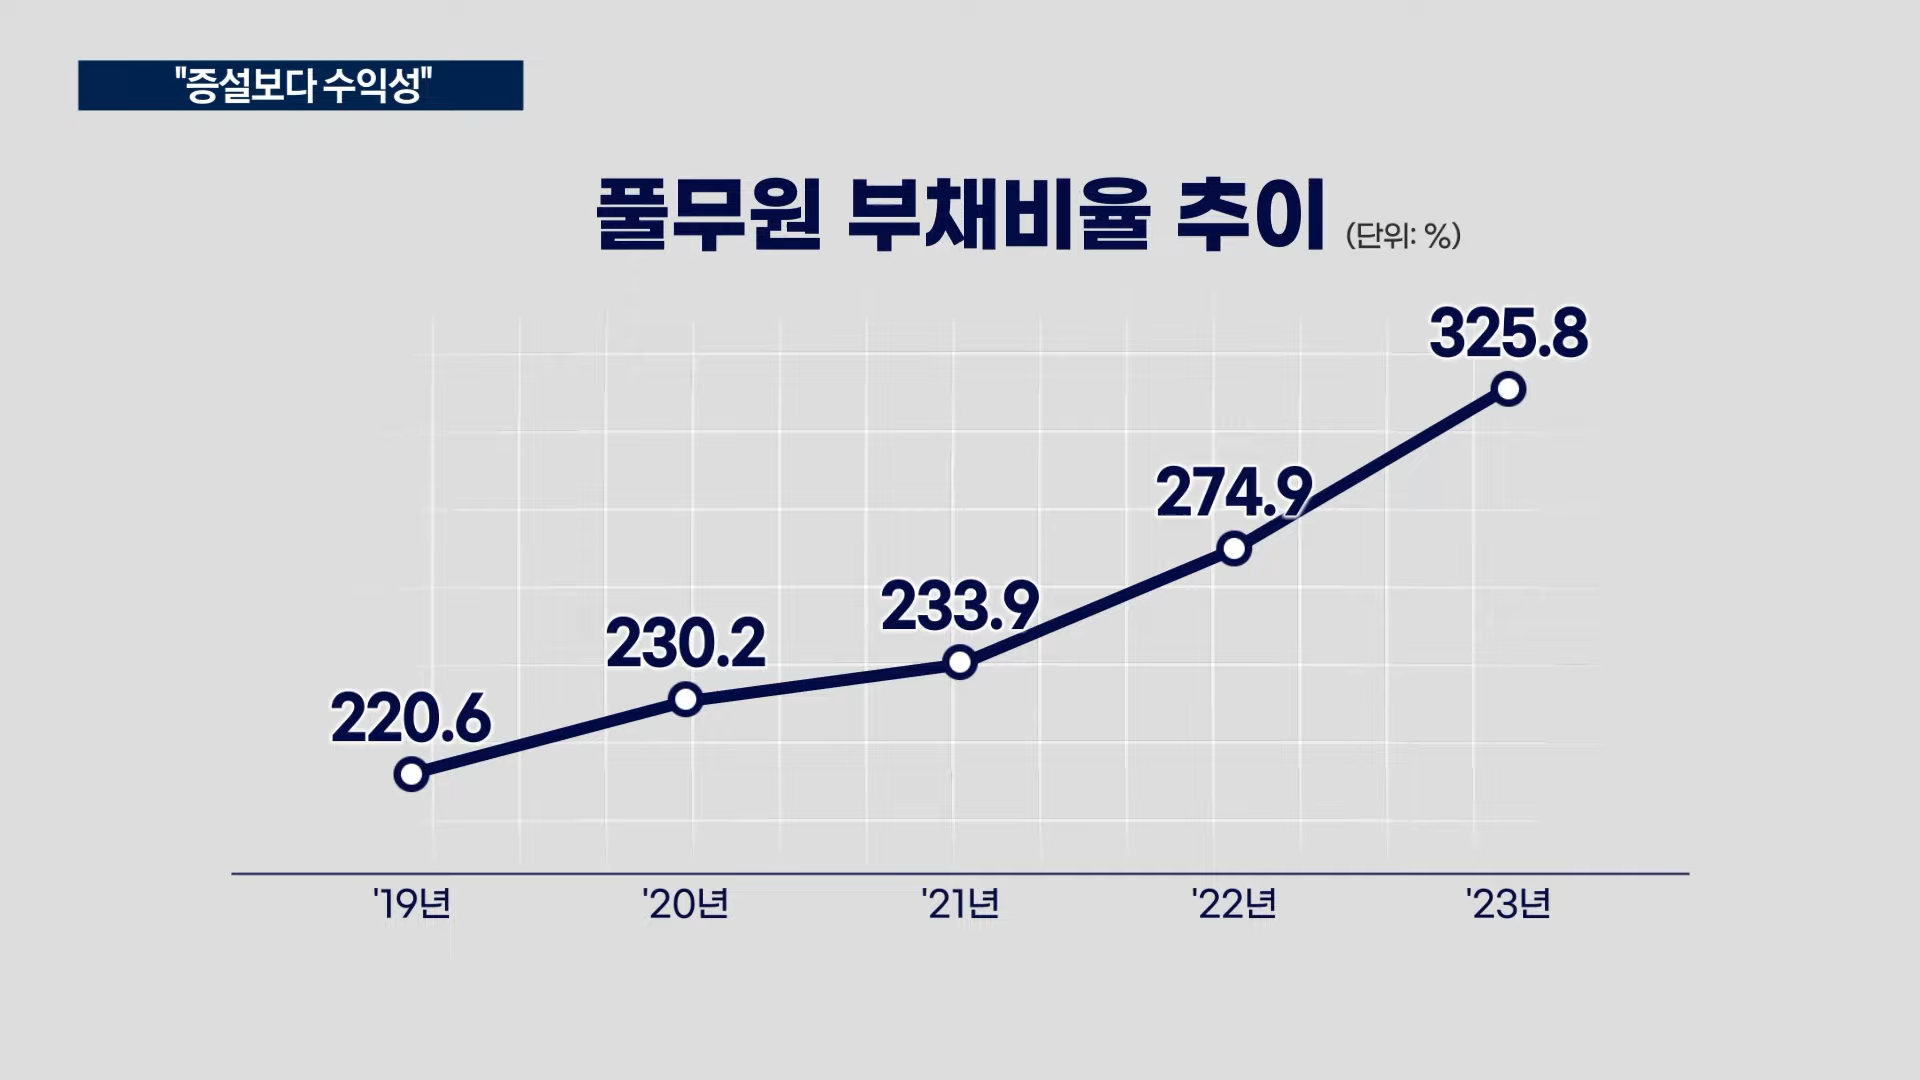 "증설보다 수익성"
풀무원 부채비율 추이 (단위: %)
325.8
274.9
233.9
230.2
220.6
'19년 '20년 '21년 '22년 '23년